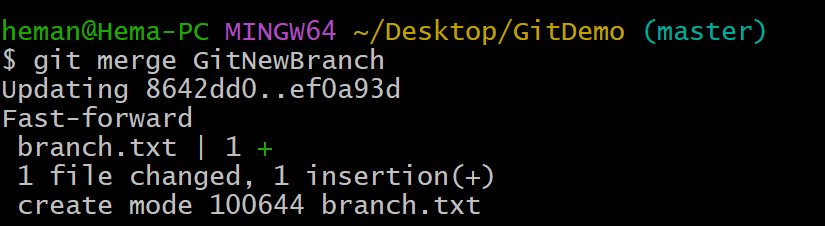 heman@Hema-PC MINGW64 ~/Desktop/GitDemo (master)
$ git merge GitNewBranch
Updating 8642dd0..ef0a93d
Fast-forward
 branch.txt | 1 +
 1 file changed, 1 insertion(+)
 create mode 100644 branch.txt